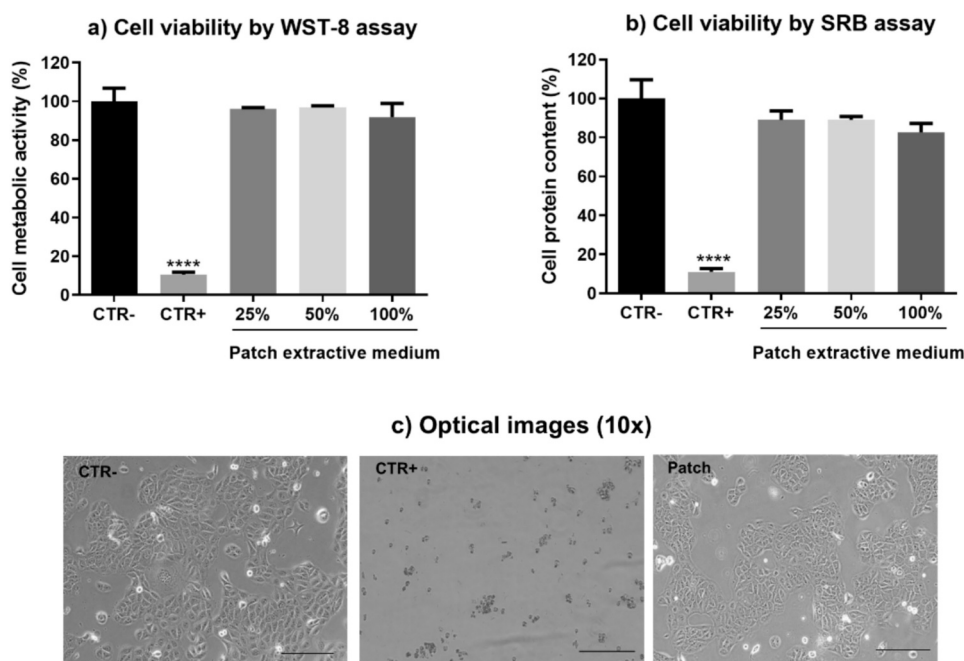 a) Cell viability by WST-8 assay
Cell metabolic activity (%)
120
100
80
60
40
20
0
****
CTR-
CTR+
25%
50%
100%
Patch extractive medium
b) Cell viability by SRB assay
Cell protein content (%)
120
100
80
60
40
20
0
****
CTR-
CTR+
25%
50%
100%
Patch extractive medium
c) Optical images (10x)
CTR-
CTR+
Patch